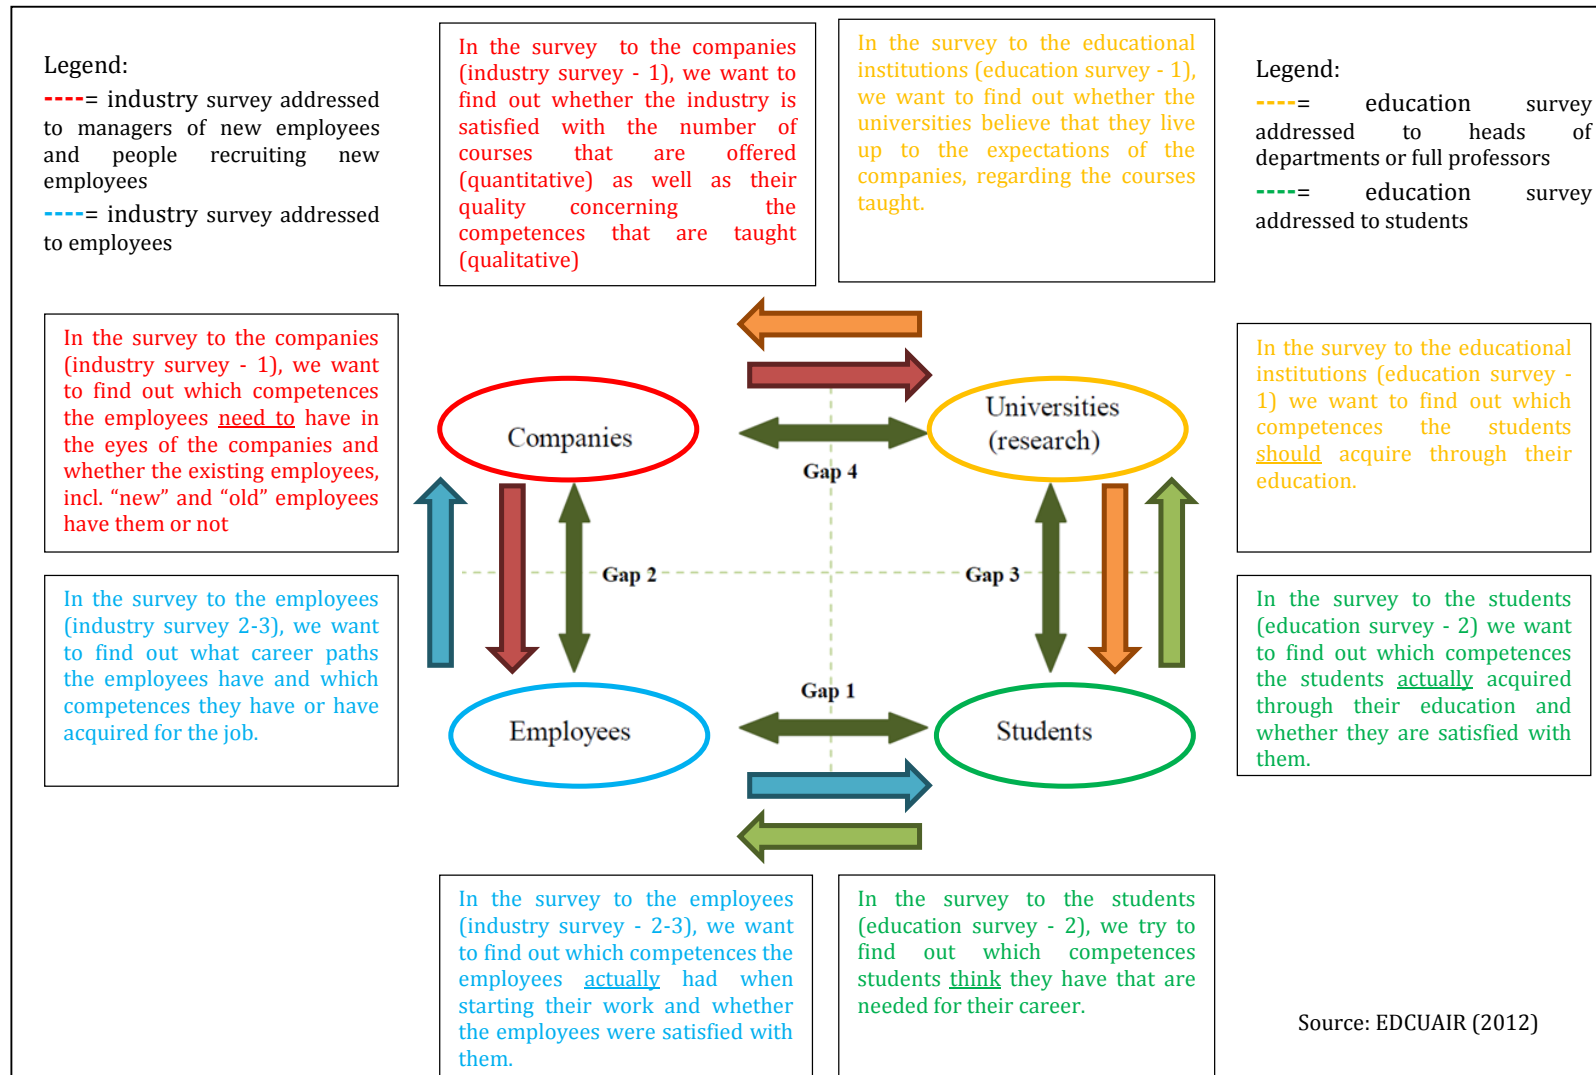 Legend:
----= industry survey addressed
to managers of new employees
and people recruiting new
employees
----= industry survey addressed
to employees
In the survey to the companies
(industry survey - 1), we want to
find out whether the industry is
satisfied with the number of
courses that are offered
(quantitative) as well as their
quality concerning the
competences that are taught
(qualitative)
In the survey to the educational
institutions (education survey - 1),
we want to find out whether the
universities believe that they live
up to the expectations of the
companies, regarding the courses
taught.
Legend:
----= education survey
addressed to heads of
departments or full professors
----= education survey
addressed to students
In the survey to the companies
(industry survey - 1), we want
to find out which competences
the employees need to have in
the eyes of the companies and
whether the existing employees,
incl. “new” and “old” employees
have them or not
Companies
Universities
(research)
Gap 4
In the survey to the educational
institutions (education survey -
1) we want to find out which
competences the students
should acquire through their
education.
Gap 2
Gap 3
In the survey to the employees
(industry survey 2-3), we want
to find out what career paths
the employees have and which
competences they have or have
acquired for the job.
Gap 1
Employees
Students
In the survey to the students
(education survey - 2) we want
to find out which competences
the students actually acquired
through their education and
whether they are satisfied with
them.
In the survey to the employees
(industry survey - 2-3), we want
to find out which competences the
employees actually had when
starting their work and whether
the employees were satisfied with
them.
In the survey to the students
(education survey - 2), we try to
find out which competences
students think they have that are
needed for their career.
Source: EDCUAIR (2012)